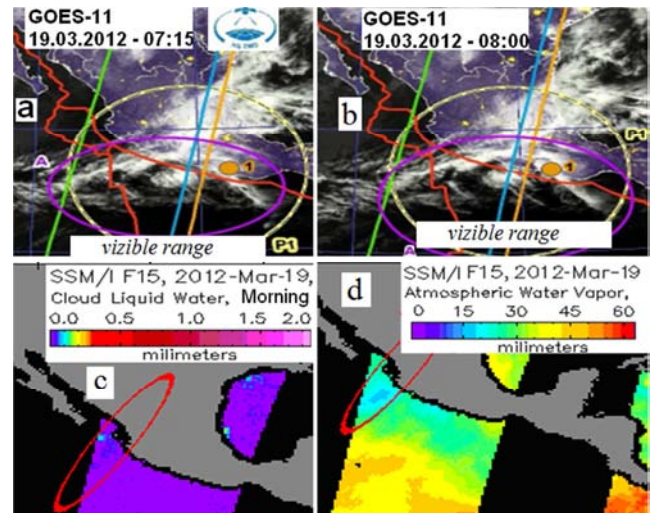 GOES-11
19.03.2012 - 07:15
a
A
1
P1
vizible range
GOES-11
19.03.2012 - 08:00
b
P1
1
A
vizible range
SSM/I F15, 2012-Mar-19,
Cloud Liquid Water, Morning
0.0 0.5 1.0 1.5 2.0
milimeters
c
d
SSM/I F15, 2012-Mar-19
Atmospheric Water Vapor,
0 15 30 45 60
millimeters